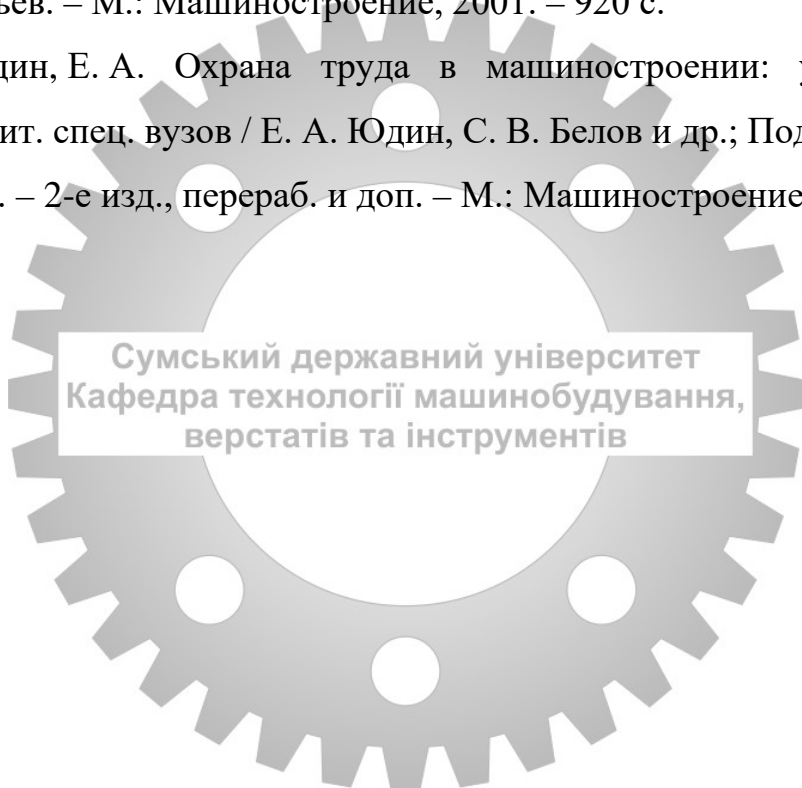 ьев. – М.: Машиностроение, 2001. – 920 с.
дин, Е. А. Охрана труда в машиностроении: у
ит. спец. вузов / Е. А. Юдин, С. В. Белов и др.; Под
. – 2-е изд., перераб. и доп. – М.: Машиностроение
Сумський державний університет
Кафедра технології машинобудування,
верстатів та інструментів